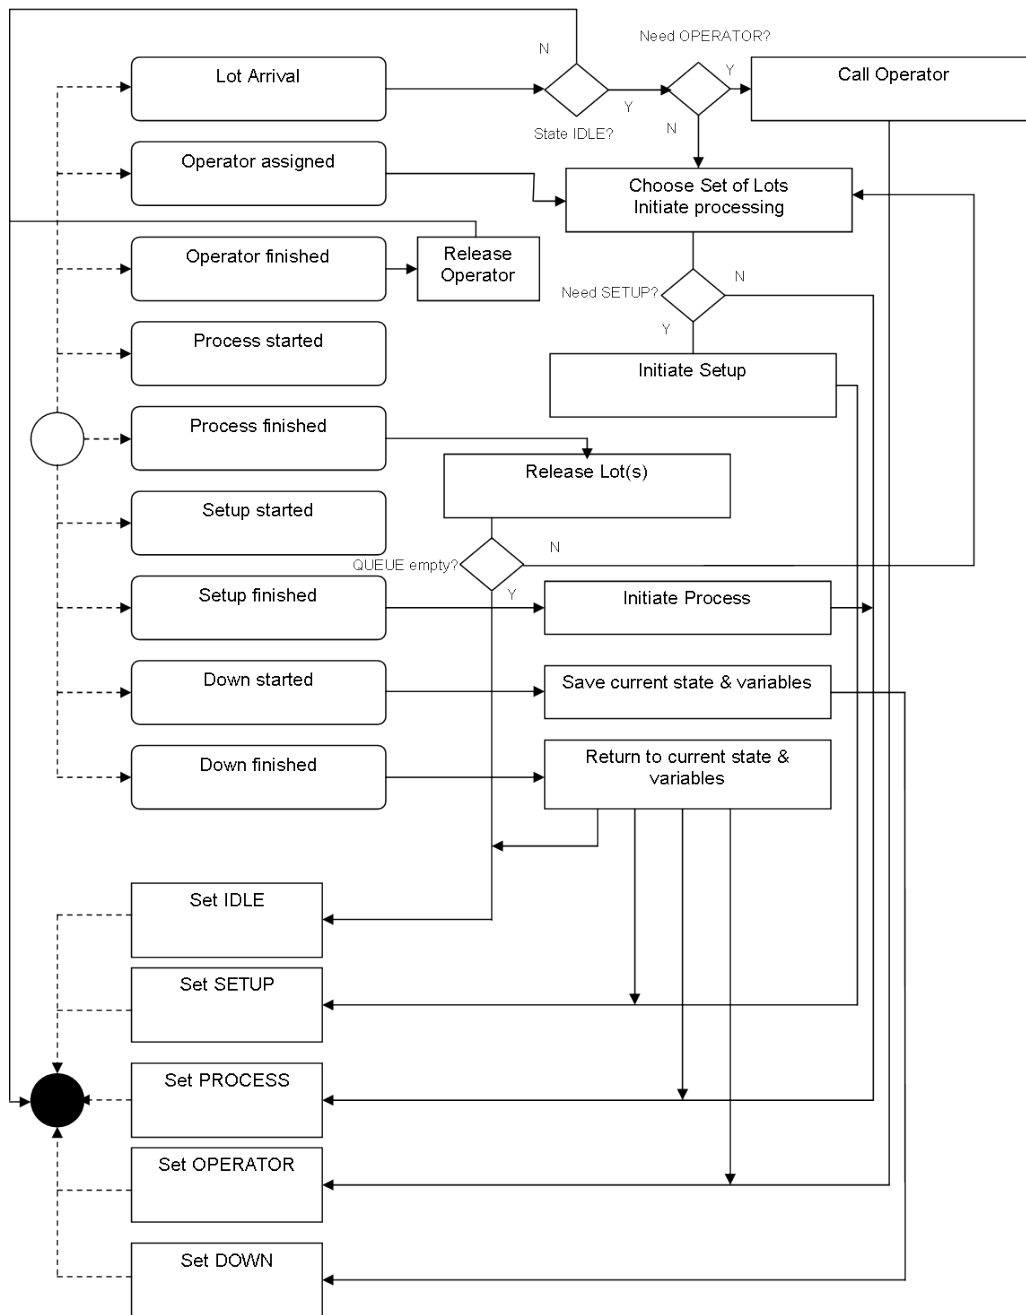 N
Need OPERATOR?
Lot Arrival
Y
Call Operator
Y
State IDLE?
N
Operator assigned
Choose Set of Lots
Initiate processing
Operator finished
Release
Operator
N
Need SETUP?
Y
Process started
Initiate Setup
Process finished
Release Lot(s)
Setup started
N
QUEUE empty?
Y
Setup finished
Initiate Process
Down started
Save current state & variables
Down finished
Return to current state &
variables
Set IDLE
Set SETUP
Set PROCESS
Set OPERATOR
Set DOWN